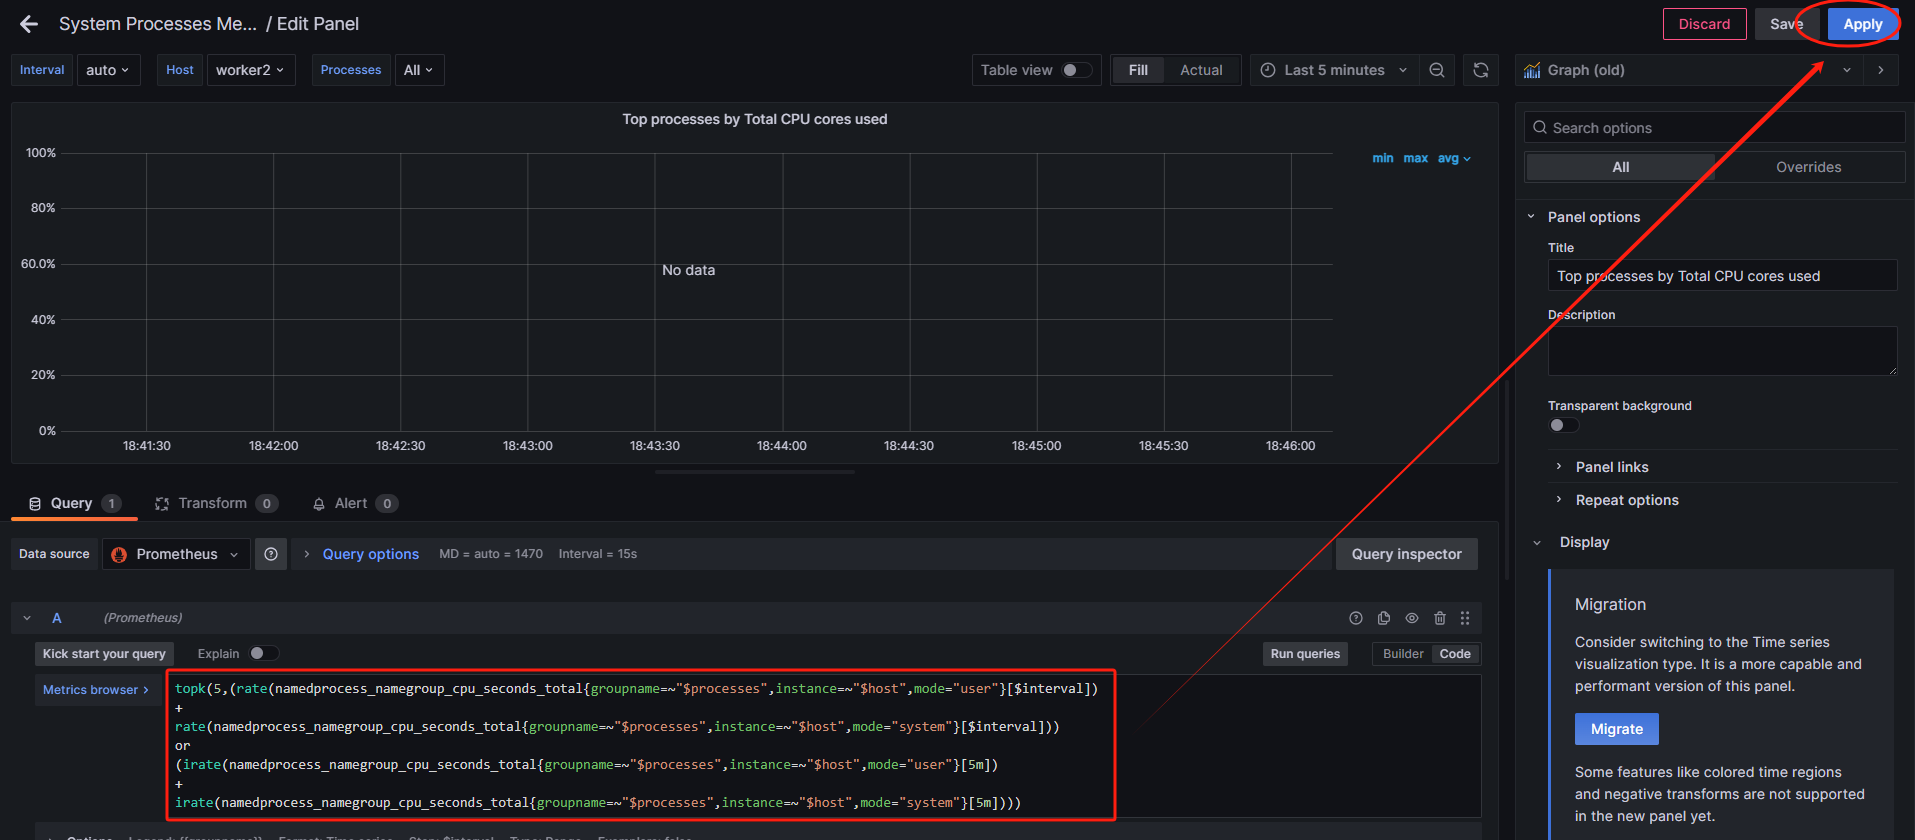 System Processes Me... / Edit Panel
Discard Save Apply
Interval auto Host worker2 Processes All
Table view Fill Actual Last 5 minutes Graph (old)
Top processes by Total CPU cores used
min max avg
100%
80%
60.0%
40%
20%
0%
No data
18:41:30 18:42:00 18:42:30 18:43:00 18:43:30 18:44:00 18:44:30 18:45:00 18:45:30 18:46:00
Query 1 Transform 0 Alert 0
Data source Prometheus Query options MD = auto = 1470 Interval = 15s Query inspector
A (Prometheus)
Kick start your query Explain Run queries Builder Code
Metrics browser >
topk(5,(rate(namedprocess_namegroup_cpu_seconds_total{groupname=~"$processes",instance=~"$host",mode="user"}[$interval])
+
rate(namedprocess_namegroup_cpu_seconds_total{groupname=~"$processes",instance=~"$host",mode="system"}[$interval]))
or
(irate(namedprocess_namegroup_cpu_seconds_total{groupname=~"$processes",instance=~"$host",mode="user"}[5m])
+
irate(namedprocess_namegroup_cpu_seconds_total{groupname=~"$processes",instance=~"$host",mode="system"}[5m])))
Search options
All Overrides
Panel options
Title
Top processes by Total CPU cores used
Description
Transparent background
Panel links
Repeat options
Display
Migration
Consider switching to the Time series
visualization type. It is a more capable and
performant version of this panel.
Migrate
Some features like colored time regions
and negative transforms are not supported
in the new panel yet.